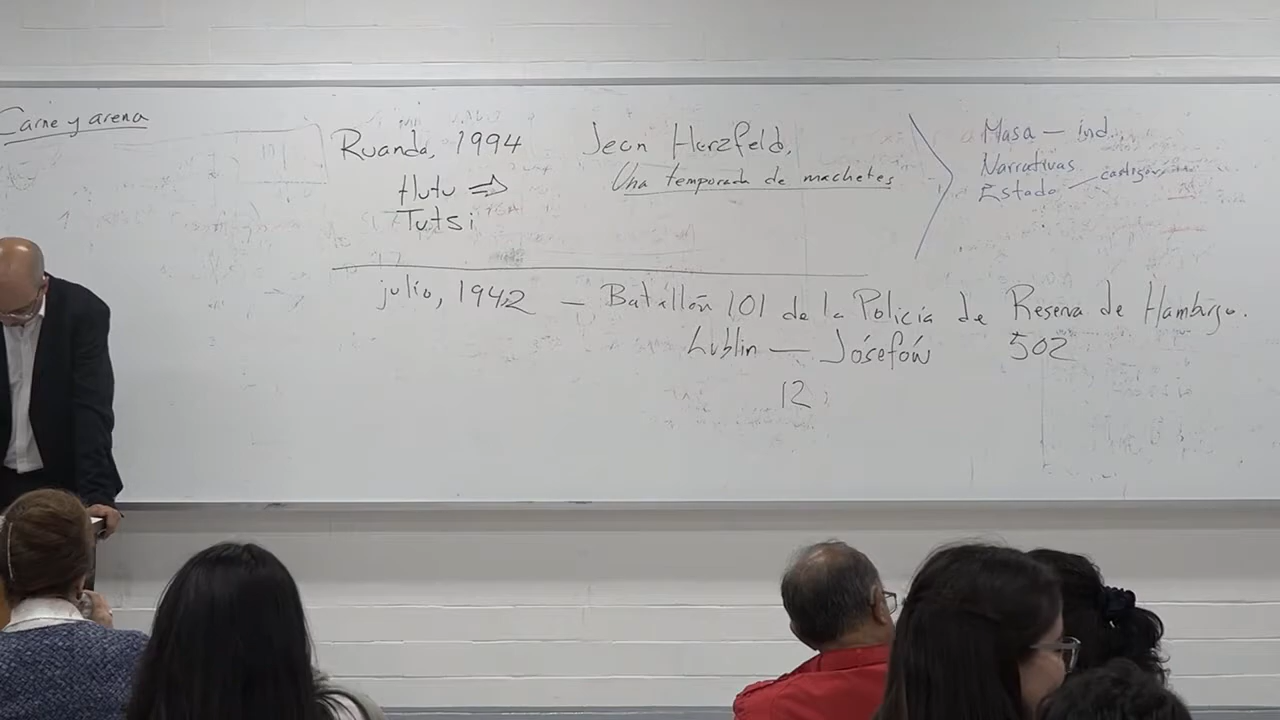 Carne y arena
Ruanda, 1994
Hutu ⇒
Tutsi
Jean Herzfeld,
Una temporada de machetes
Masa — ind.
Narrativas
Estado — castigos
julio, 1942 — Batallón 101 de la Policía de Reserva de Hamburgo.
Lublin — Józefów 502
12